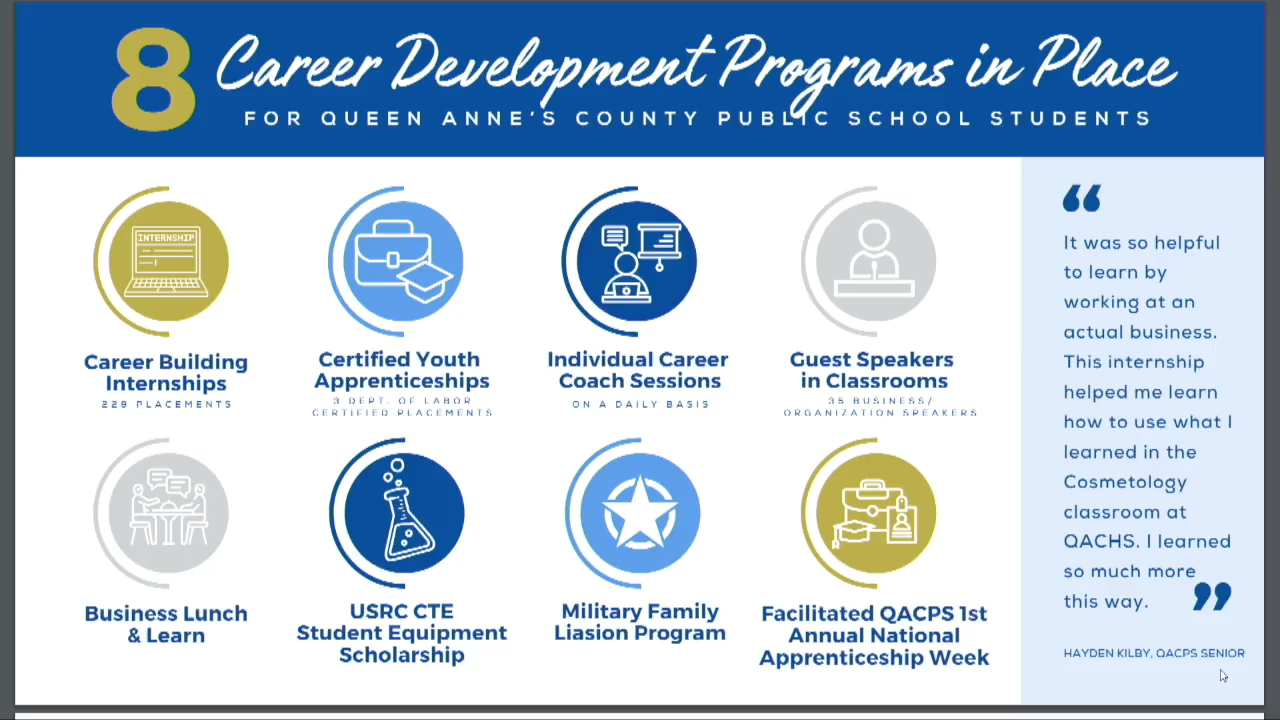 8 Career Development Programs in Place
FOR QUEEN ANNE'S COUNTY PUBLIC SCHOOL STUDENTS
INTERNSHIP
Career Building
Internships
229 PLACEMENTS
Certified Youth
Apprenticeships
3 DEPT. OF LABOR
CERTIFIED PLACEMENTS
Individual Career
Coach Sessions
ON A DAILY BASIS
Guest Speakers
in Classrooms
35 BUSINESS/
ORGANIZATION SPEAKERS
Business Lunch
& Learn
USRC CTE
Student Equipment
Scholarship
Military Family
Liasion Program
Facilitated QACPS 1st
Annual National
Apprenticeship Week
“
It was so helpful
to learn by
working at an
actual business.
This internship
helped me learn
how to use what I
learned in the
Cosmetology
classroom at
QACHS. I learned
so much more
this way. ”
HAYDEN KILBY, QACPS SENIOR